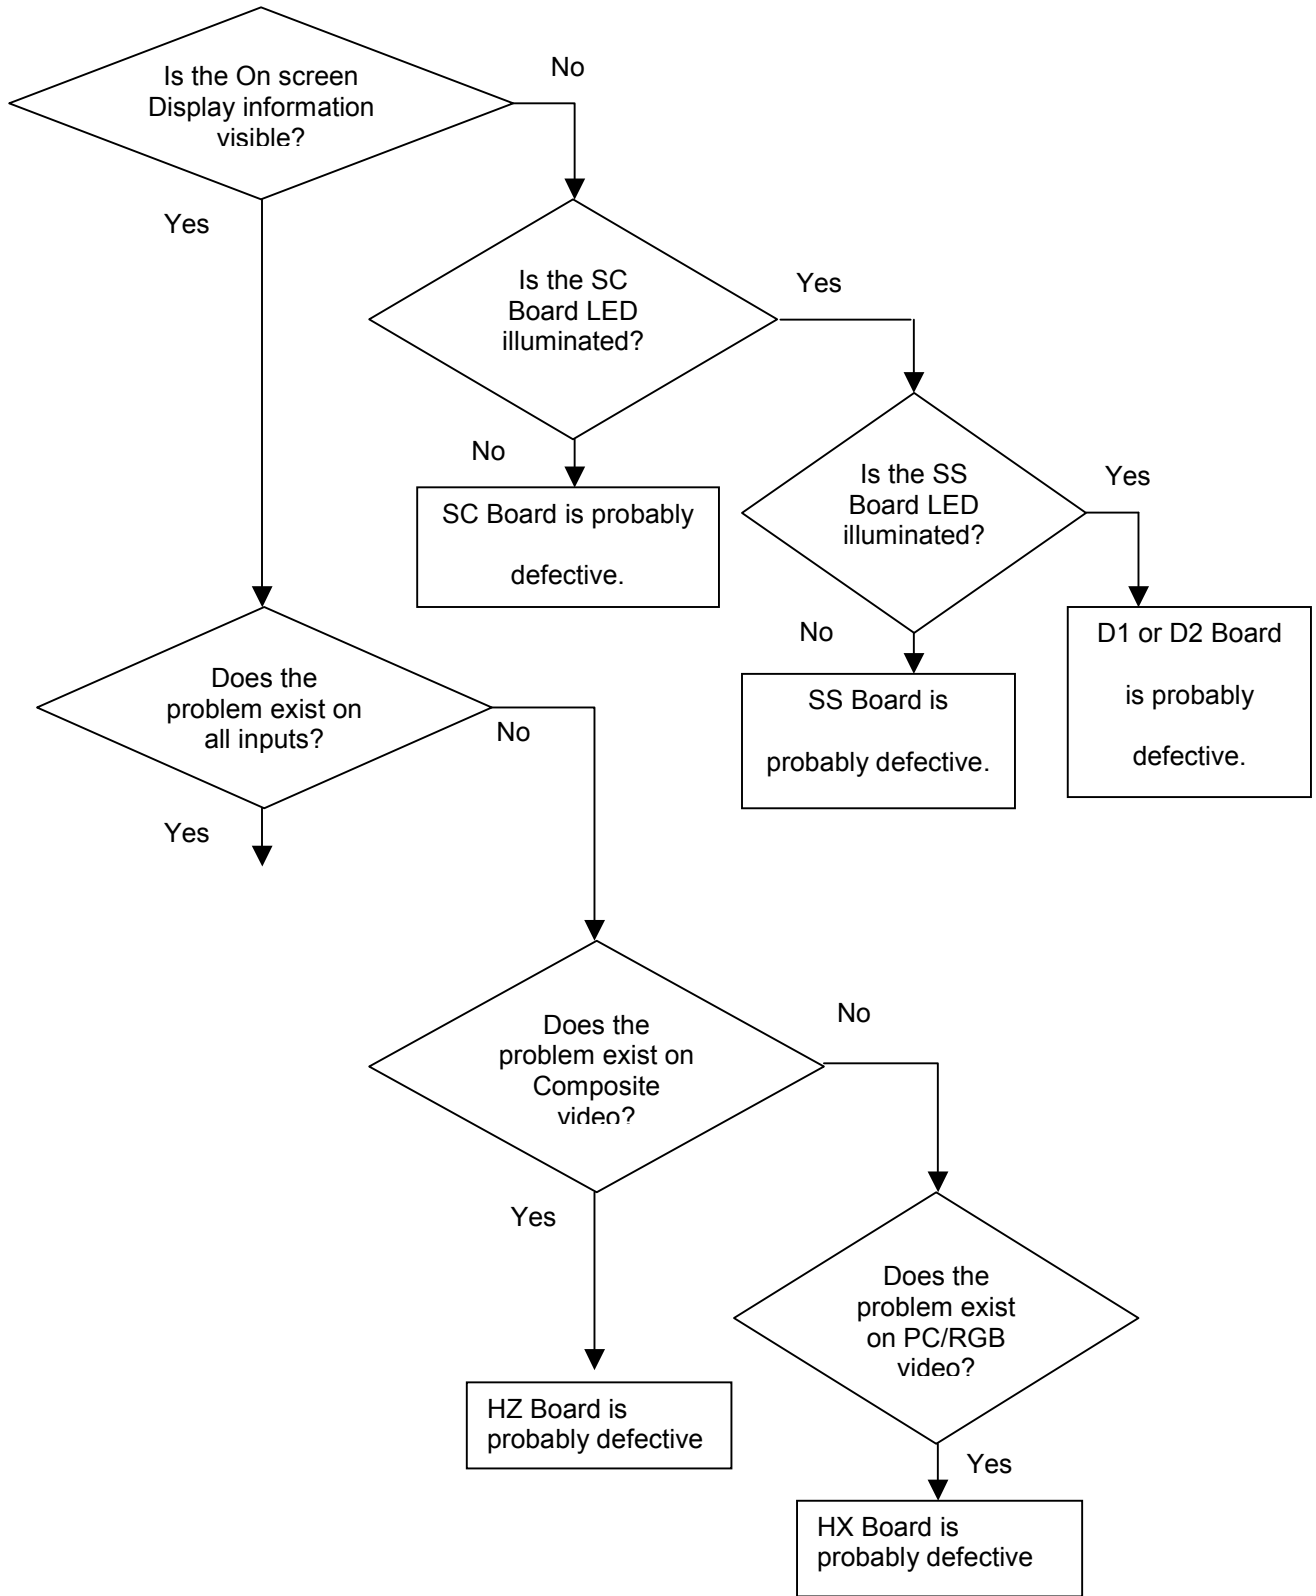 Is the On screen
Display information
visible?
No
Yes
Is the SC
Board LED
illuminated?
Yes
No
SC Board is probably
defective.
Is the SS
Board LED
illuminated?
Yes
No
SS Board is
probably defective.
D1 or D2 Board
is probably
defective.
Does the
problem exist on
all inputs?
No
Yes
Does the
problem exist on
Composite
video?
No
Yes
HZ Board is
probably defective
Does the
problem exist
on PC/RGB
video?
Yes
HX Board is
probably defective